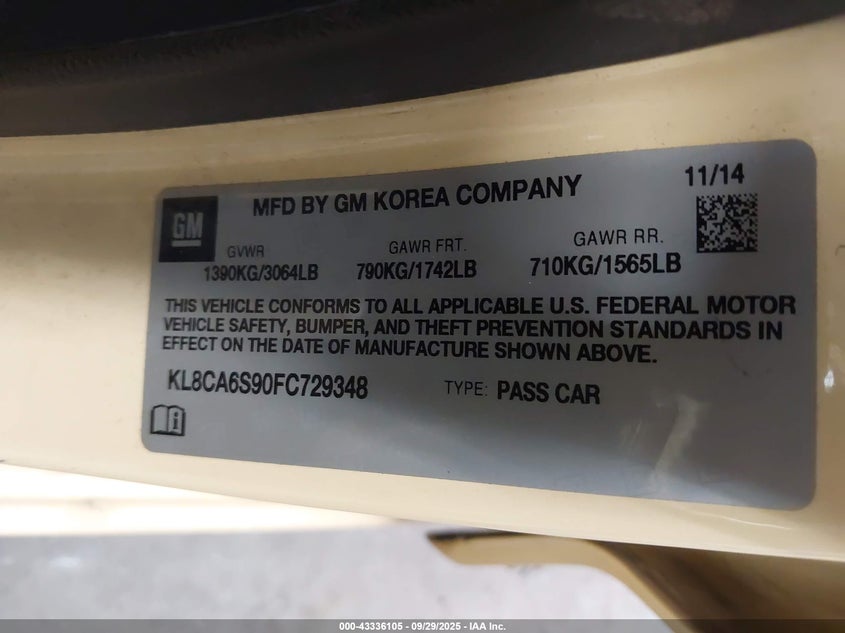 GM
MFD BY GM KOREA COMPANY
11/14
GVWR
GAWR FRT.
GAWR RR.
1390KG/3064LB
790KG/1742LB
710KG/1565LB
THIS VEHICLE CONFORMS TO ALL APPLICABLE U.S. FEDERAL MOTOR
VEHICLE SAFETY, BUMPER, AND THEFT PREVENTION STANDARDS IN
EFFECT ON THE DATE OF MANUFACTURE SHOWN ABOVE.
KL8CA6S90FC729348
TYPE: PASS CAR
000-43336105 - 09/29/2025 - IAA Inc.